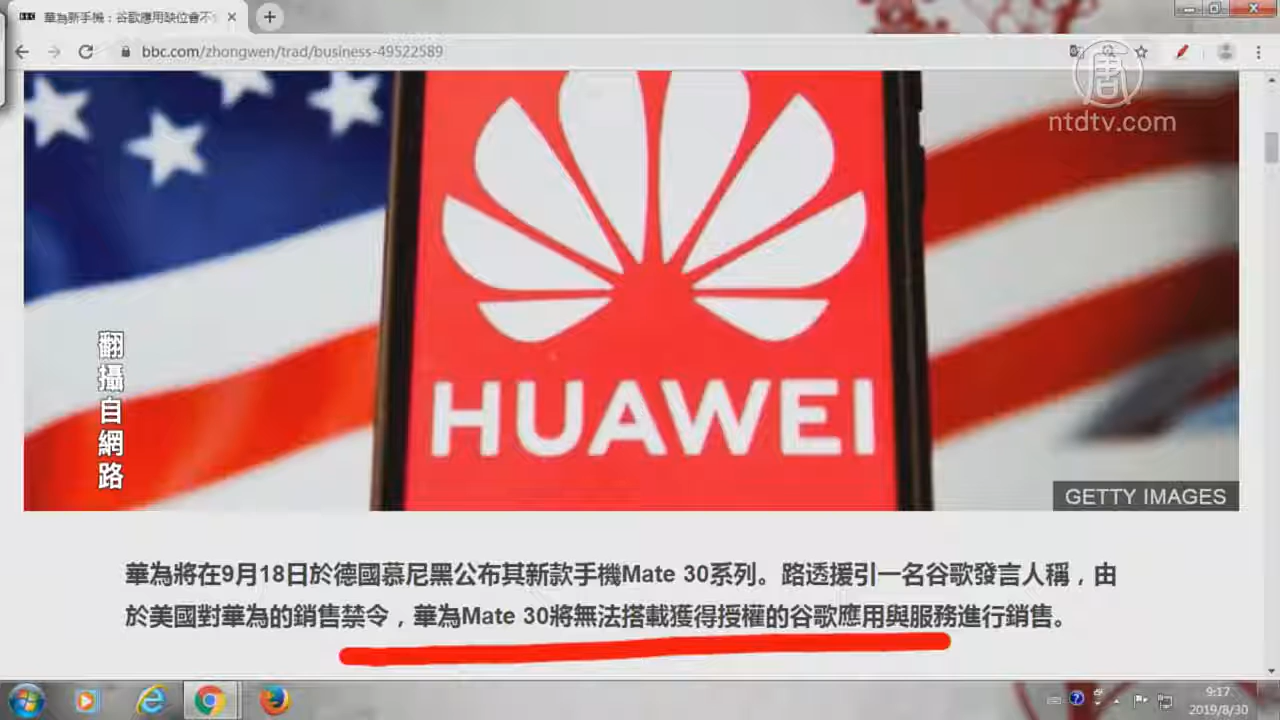 華為新手機：谷歌應用缺位會不
bbc.com/zhongwen/trad/business-49522589
唐
ntdtv.com
翻攝自網路
HUAWEI
GETTY IMAGES
華為將在9月18日於德國慕尼黑公布其新款手機Mate 30系列。路透援引一名谷歌發言人稱，由
於美國對華為的銷售禁令，華為Mate 30將無法搭載獲得授權的谷歌應用與服務進行銷售。
9:17
2019/8/30